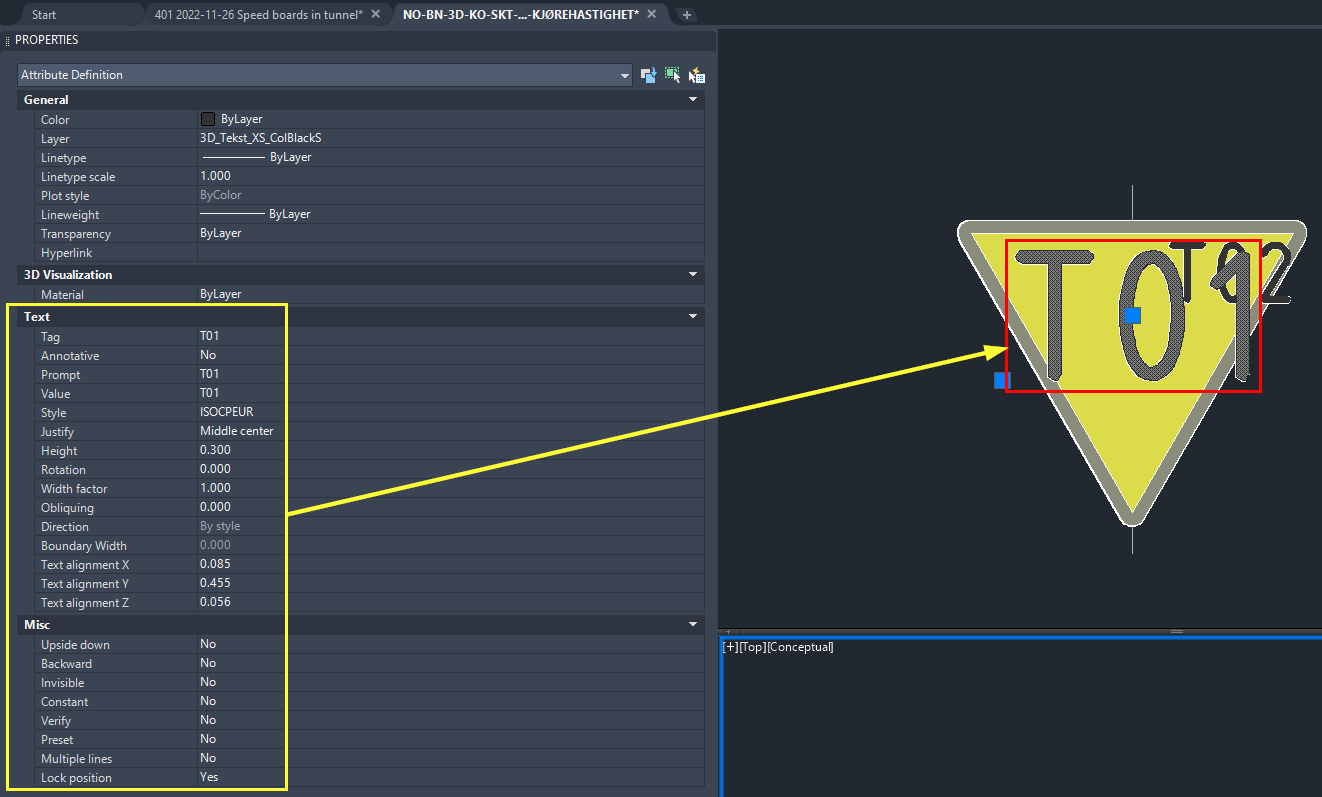 Start 401 2022-11-26 Speed boards in tunnel* NO-BN-3D-KO-SKT-...-KJØREHASTIGHET*
PROPERTIES
Attribute Definition
General
Color ByLayer
Layer 3D_Tekst_XS_ColBlackS
Linetype ByLayer
Linetype scale 1.000
Plot style ByColor
Lineweight ByLayer
Transparency ByLayer
Hyperlink
3D Visualization
Material ByLayer
Text
Tag T01
Annotative No
Prompt T01
Value T01
Style ISOCPEUR
Justify Middle center
Height 0.300
Rotation 0.000
Width factor 1.000
Obliquing 0.000
Direction By style
Boundary Width 0.000
Text alignment X 0.085
Text alignment Y 0.455
Text alignment Z 0.056
Misc
Upside down No
Backward No
Invisible No
Constant No
Verify No
Preset No
Multiple lines No
Lock position Yes
T01
T02
[+][Top][Conceptual]